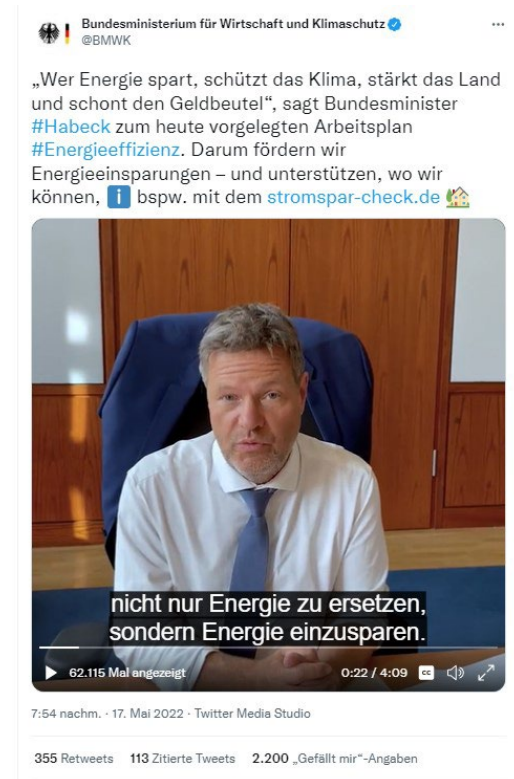 Bundesministerium für Wirtschaft und Klimaschutz
@BMWK
„Wer Energie spart, schützt das Klima, stärkt das Land
und schont den Geldbeutel“, sagt Bundesminister
#Habeck zum heute vorgelegten Arbeitsplan
#Energieeffizienz. Darum fördern wir
Energieeinsparungen – und unterstützen, wo wir
können, ℹ️ bspw. mit dem stromspar-check.de 🏡
nicht nur Energie zu ersetzen,
sondern Energie einzusparen.
62.115 Mal angezeigt 0:22 / 4:09 CC
7:54 nachm. · 17. Mai 2022 · Twitter Media Studio
355 Retweets 113 Zitierte Tweets 2.200 „Gefällt mir“-Angaben